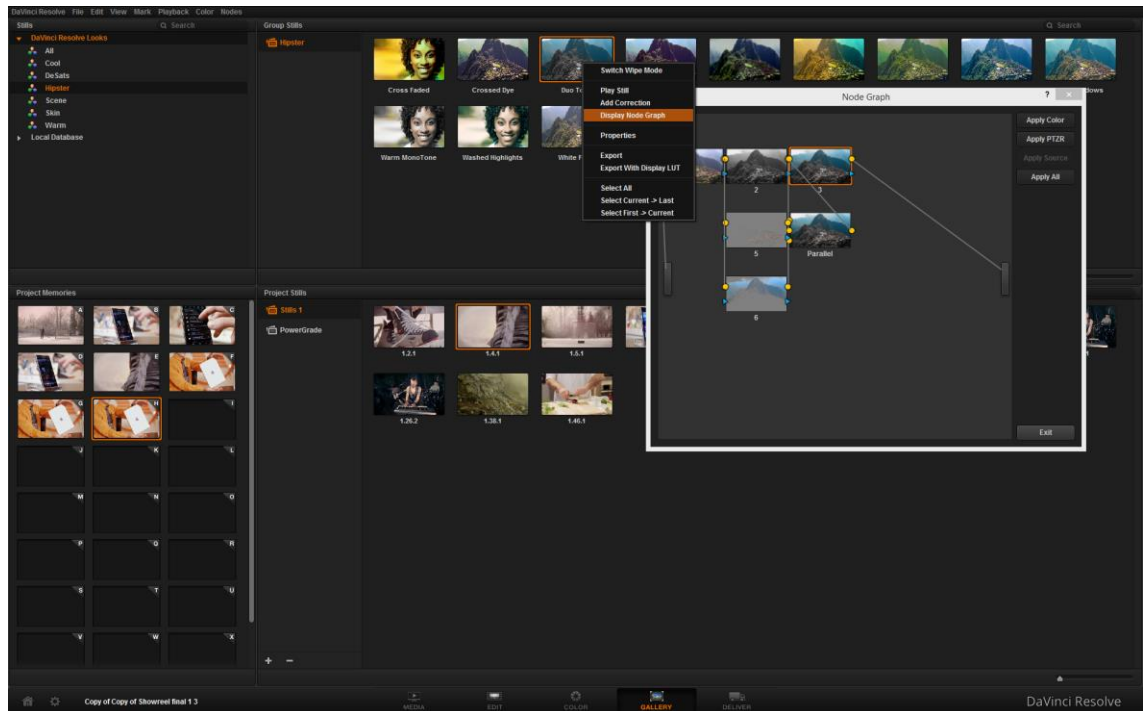 DaVinci Resolve File Edit View Mark Playback Color Nodes
Stills Search
DaVinci Resolve Looks
All
Cool
DeSats
Hipster
Scene
Skin
Warm
Local Database
Group Stills Search
Hipster
Cross Faded Crossed Dye Duo To dows
Warm MonoTone Washed Highlights White F
Switch Wipe Mode
Play Still
Add Correction
Display Node Graph
Properties
Export
Export With Display LUT
Select All
Select Current -> Last
Select First -> Current
Node Graph ?
Apply Color
Apply PTZR
Apply Source
Apply All
2 3
5 Parallel
6
Exit
Project Memories
A B C
D E F
G H I
J K L
M N O
P Q R
S T U
V W X
Project Stills
Stills 1
PowerGrade
1.2.1 1.4.1 1.5.1
1.26.2 1.38.1 1.46.1
+ -
Copy of Copy of Showreel final 1 3
MEDIA EDIT COLOR GALLERY DELIVER
DaVinci Resolve